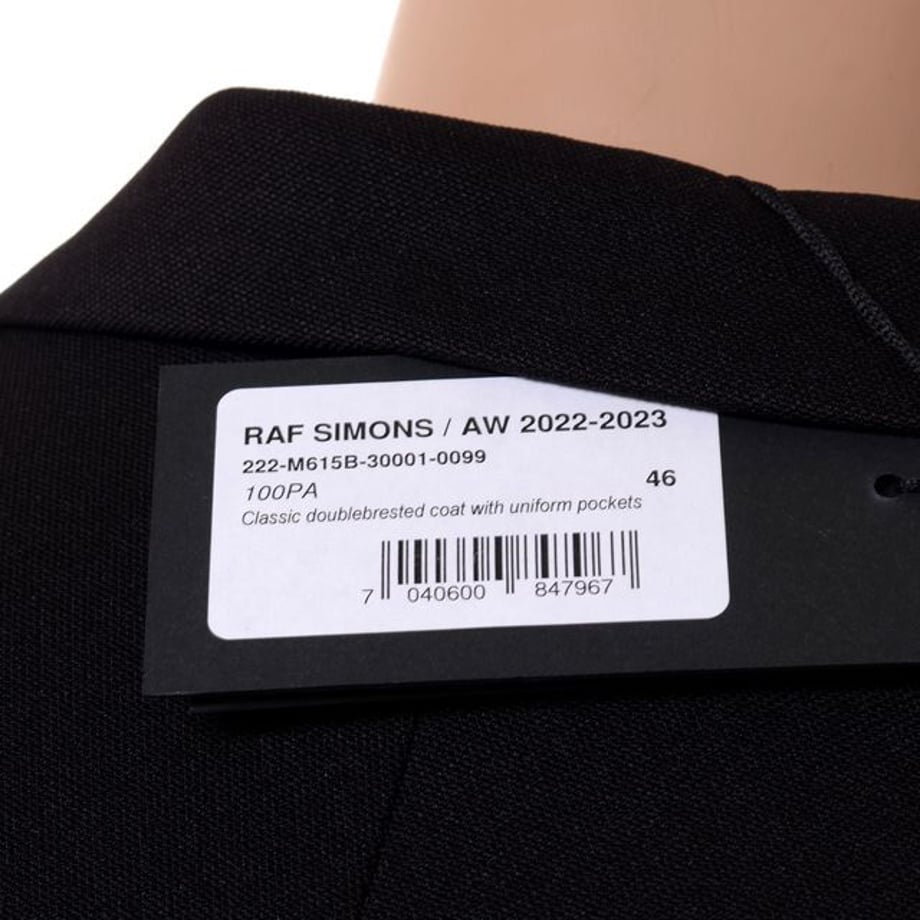 RAF SIMONS / AW 2022-2023
222-M615B-30001-0099
100PA 46
Classic doublebrested coat with uniform pockets
7 040600 847967